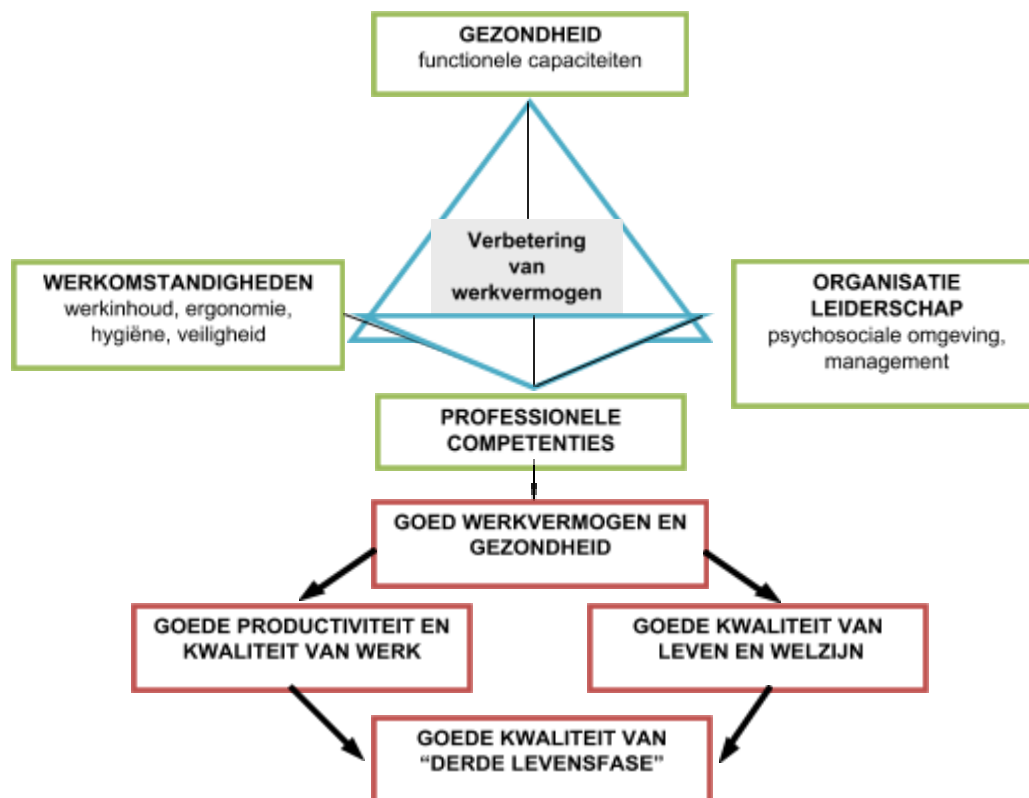 GEZONDHEID
functionele capaciteiten
Verbetering
van
werkvermogen
WERKOMSTANDIGHEDEN
werkinhoud, ergonomie,
hygiëne, veiligheid
ORGANISATIE
LEIDERSCHAP
psychosociale omgeving,
management
PROFESSIONELE
COMPETENTIES
GOED WERKVERMOGEN EN
GEZONDHEID
GOEDE PRODUCTIVITEIT EN
KWALITEIT VAN WERK
GOEDE KWALITEIT VAN
LEVEN EN WELZIJN
GOEDE KWALITEIT VAN
“DERDE LEVENSFASE”